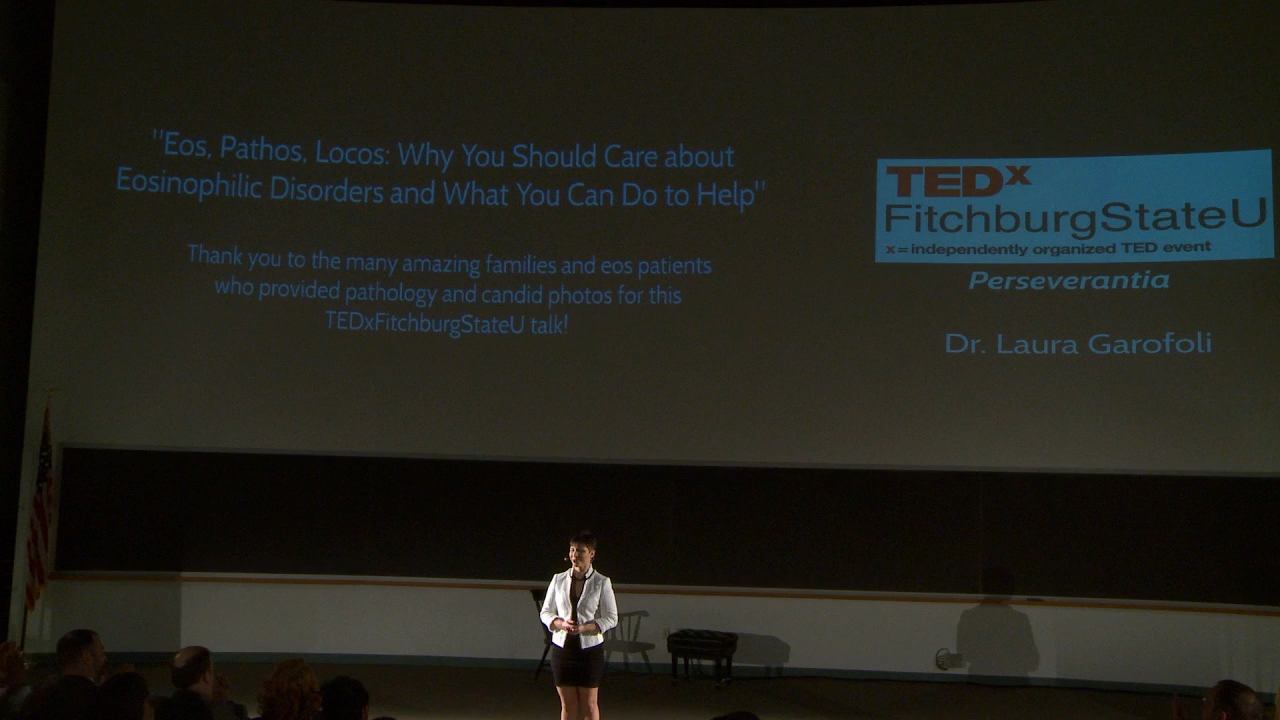 "Eos, Pathos, Locos: Why You Should Care about
Eosinophilic Disorders and What You Can Do to Help"
Thank you to the many amazing families and eos patients
who provided pathology and candid photos for this
TEDxFitchburgStateU talk!
TEDx
FitchburgStateU
x = independently organized TED event
Perseverantia
Dr. Laura Garofoli